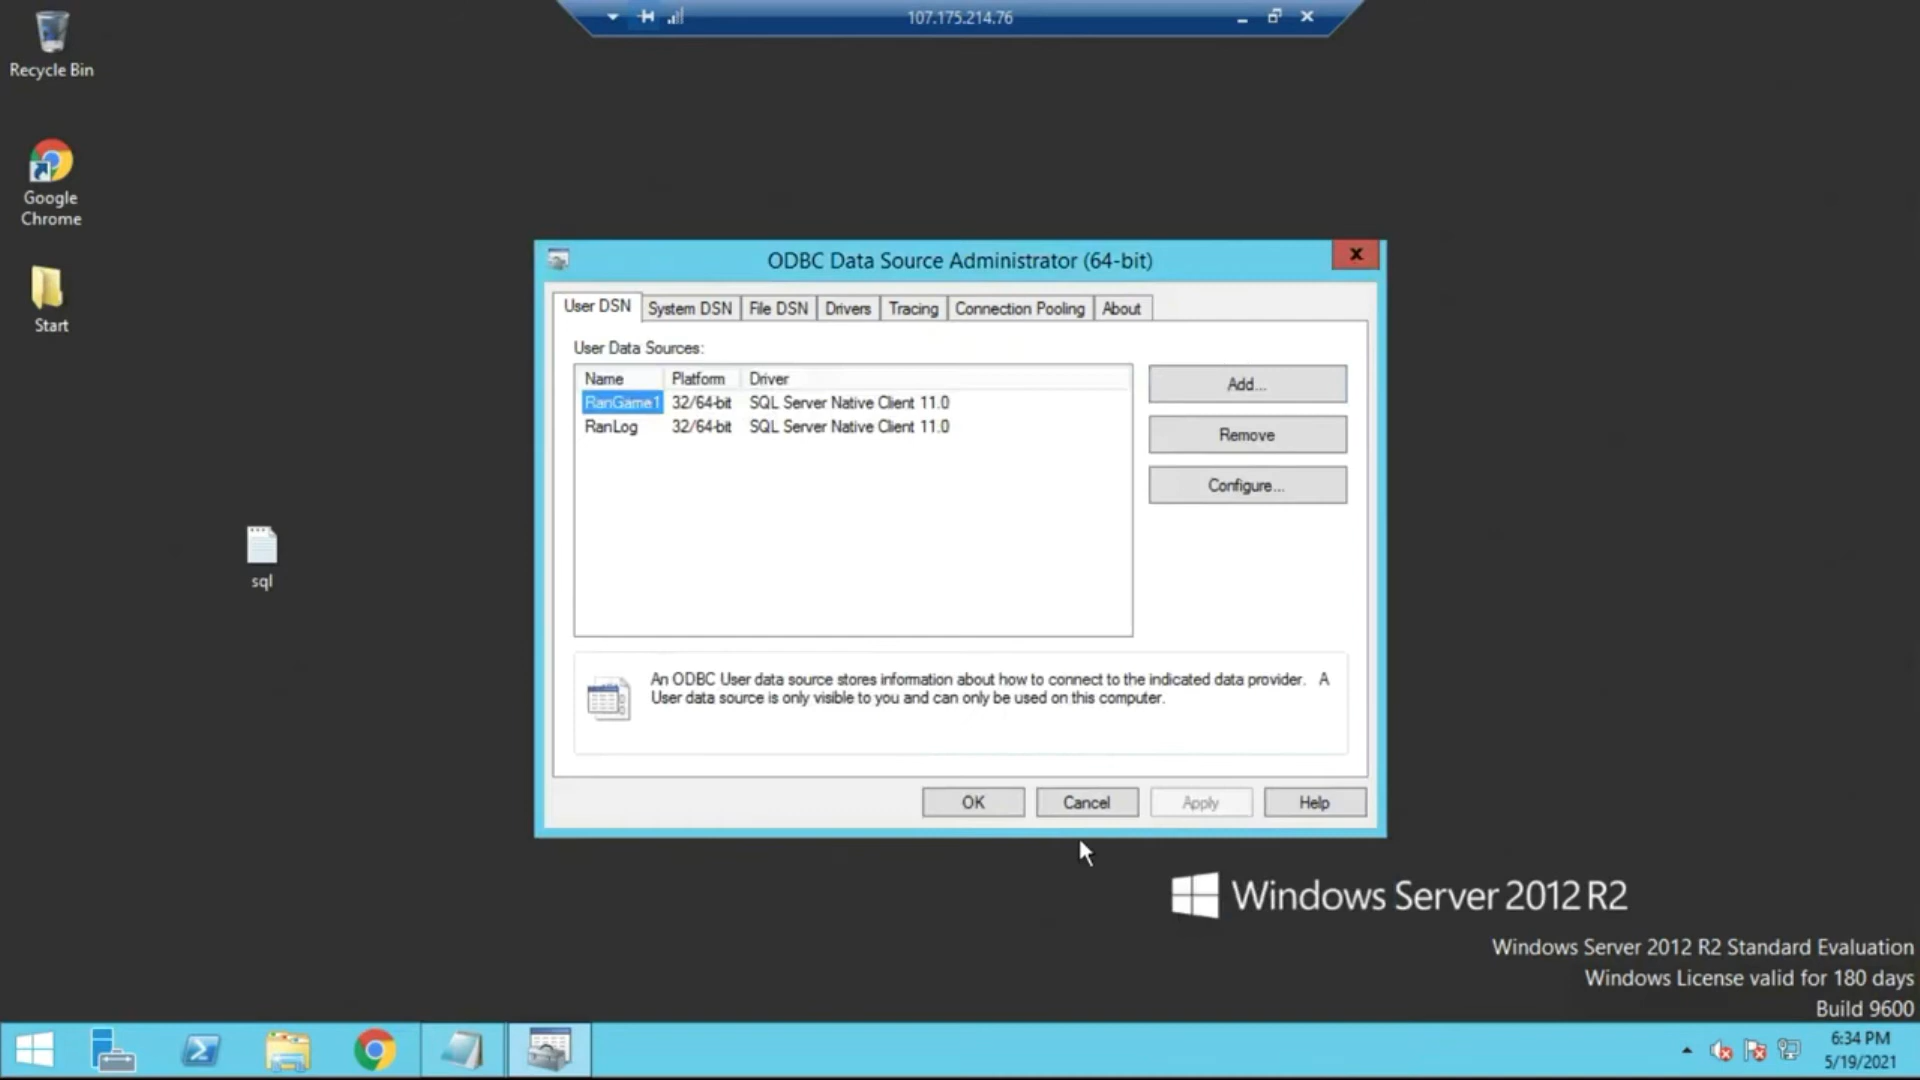 107.175.214.76
Recycle Bin
Google
Chrome
Start
sql
ODBC Data Source Administrator (64-bit)
User DSN System DSN File DSN Drivers Tracing Connection Pooling About
User Data Sources:
Name Platform Driver
RanGame1 32/64-bit SQL Server Native Client 11.0
RanLog 32/64-bit SQL Server Native Client 11.0
Add...
Remove
Configure...
An ODBC User data source stores information about how to connect to the indicated data provider. A
User data source is only visible to you and can only be used on this computer.
OK Cancel Apply Help
Windows Server 2012 R2
Windows Server 2012 R2 Standard Evaluation
Windows License valid for 180 days
Build 9600
6:34 PM
5/19/2021